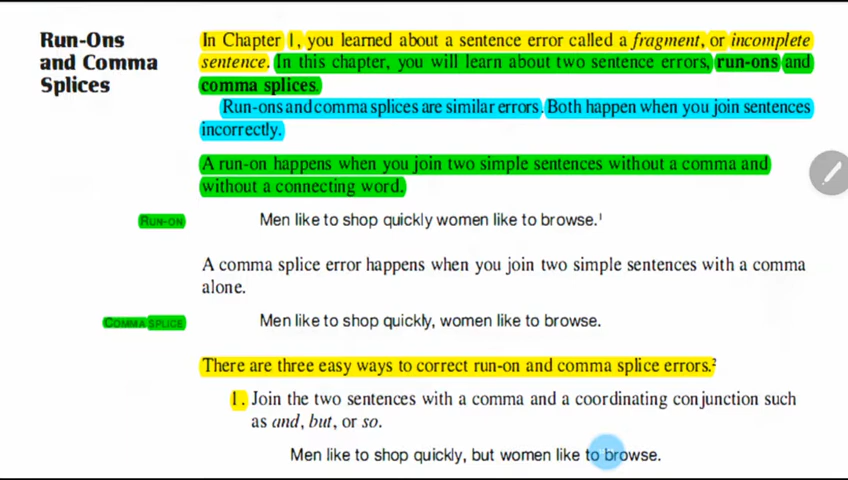 Run-Ons
and Comma
Splices
In Chapter 1, you learned about a sentence error called a fragment, or incomplete
sentence. In this chapter, you will learn about two sentence errors, run-ons and
comma splices.
Run-ons and comma splices are similar errors. Both happen when you join sentences
incorrectly.
A run-on happens when you join two simple sentences without a comma and
without a connecting word.
RUN-ON
Men like to shop quickly women like to browse.¹
A comma splice error happens when you join two simple sentences with a comma
alone.
COMMA SPLICE
Men like to shop quickly, women like to browse.
There are three easy ways to correct run-on and comma splice errors.²
1. Join the two sentences with a comma and a coordinating conjunction such
as and, but, or so.
Men like to shop quickly, but women like to browse.